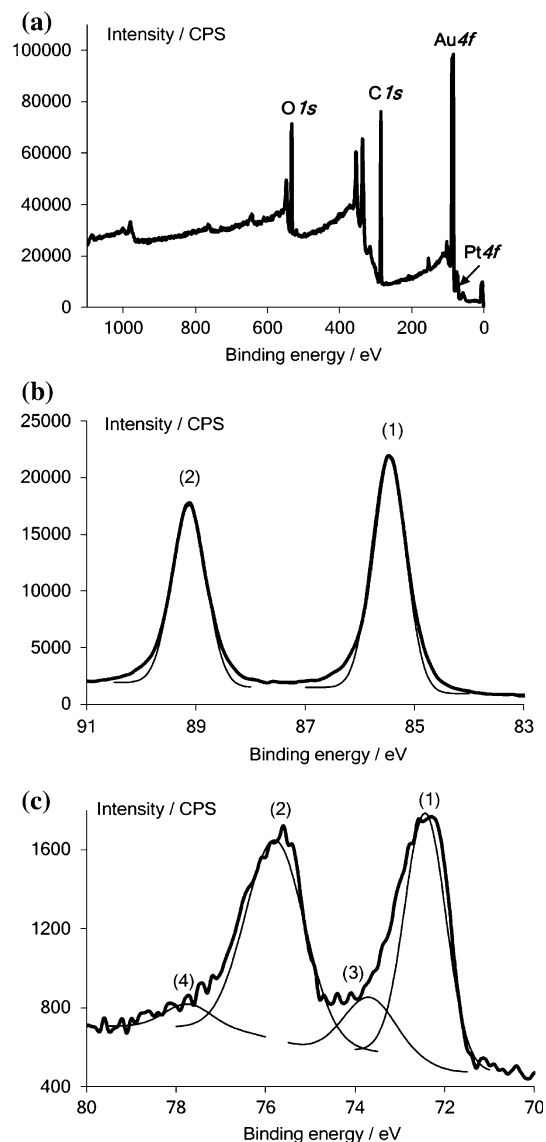 (a)
Intensity / CPS
Au4f
100000
80000
O 1s
C 1s
60000
40000
20000
Pt4f
0
1000 800 600 400 200 0
Binding energy / eV
(b)
25000
Intensity / CPS
(1)
20000
(2)
15000
10000
5000
0
91 89 87 85 83
Binding energy / eV
(c)
Intensity / CPS
(2) (1)
1600
1200
(3)
(4)
800
400
80 78 76 74 72 70
Binding energy / eV